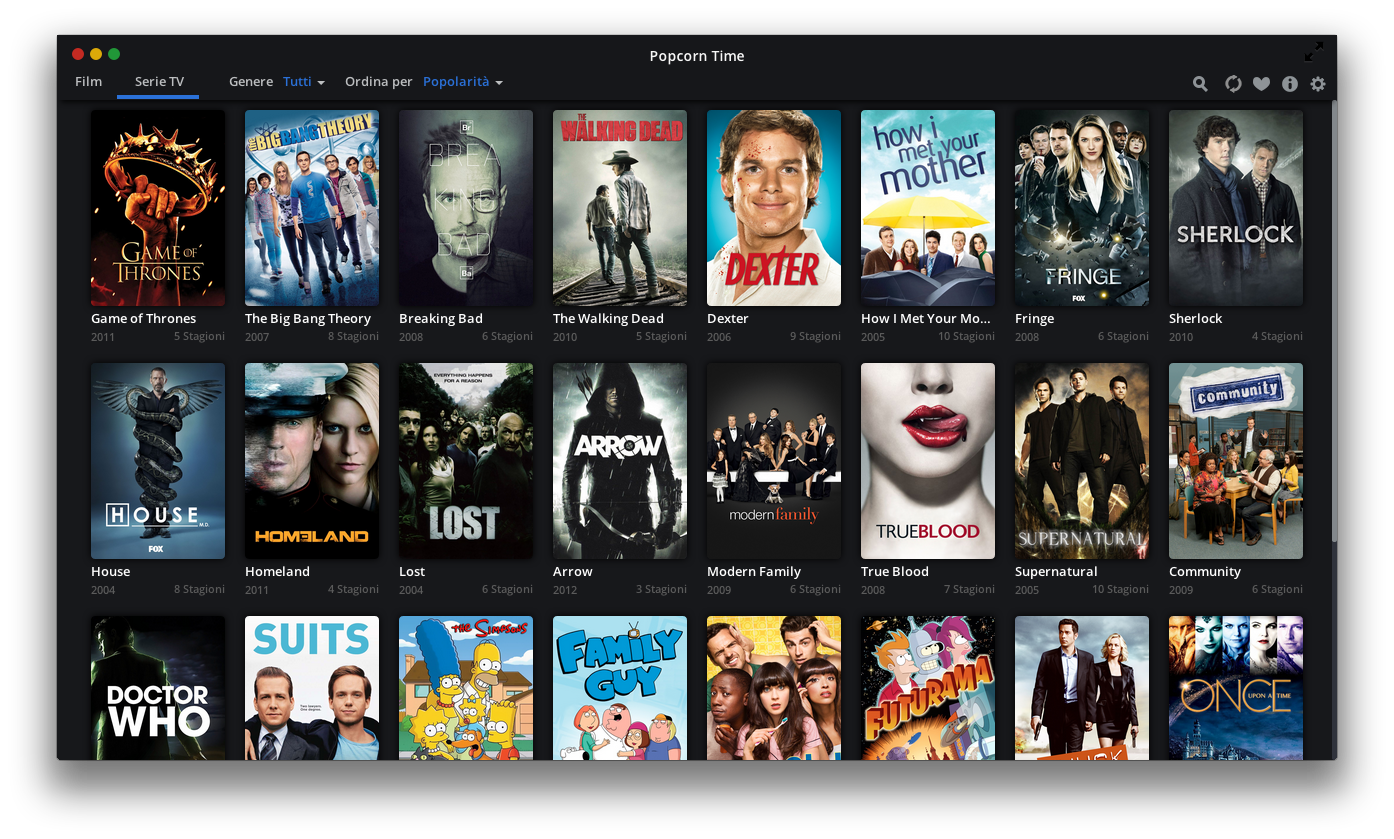 Popcorn Time
Film
Serie TV
Genere Tutti
Ordina per Popolarità
GAME OF
THRONES
THE BIG BANG THEORY
Br
BREA
KING
BAD
Ba
THE
WALKING DEAD
DEXTER
how i
met your
mother
FRINGE
FOX
SHERLOCK
Game of Thrones
2011 5 Stagioni
The Big Bang Theory
2007 8 Stagioni
Breaking Bad
2008 6 Stagioni
The Walking Dead
2010 5 Stagioni
Dexter
2006 9 Stagioni
How I Met Your Mo...
2005 10 Stagioni
Fringe
2008 6 Stagioni
Sherlock
2010 4 Stagioni
HOUSE M.D.
FOX
HOMELAND
EVERYTHING HAPPENS
FOR A REASON
LOST
ARROW
modern family
TRUEBLOOD
SUPERNATURAL
community
House
2004 8 Stagioni
Homeland
2011 4 Stagioni
Lost
2004 6 Stagioni
Arrow
2012 3 Stagioni
Modern Family
2009 6 Stagioni
True Blood
2008 7 Stagioni
Supernatural
2005 10 Stagioni
Community
2009 6 Stagioni
DOCTOR
WHO
SUITS
Two lawyers.
One degree.
THE SIMPSONS
FAMILY
GUY
FUTURAMA
ONCE
UPON A TIME